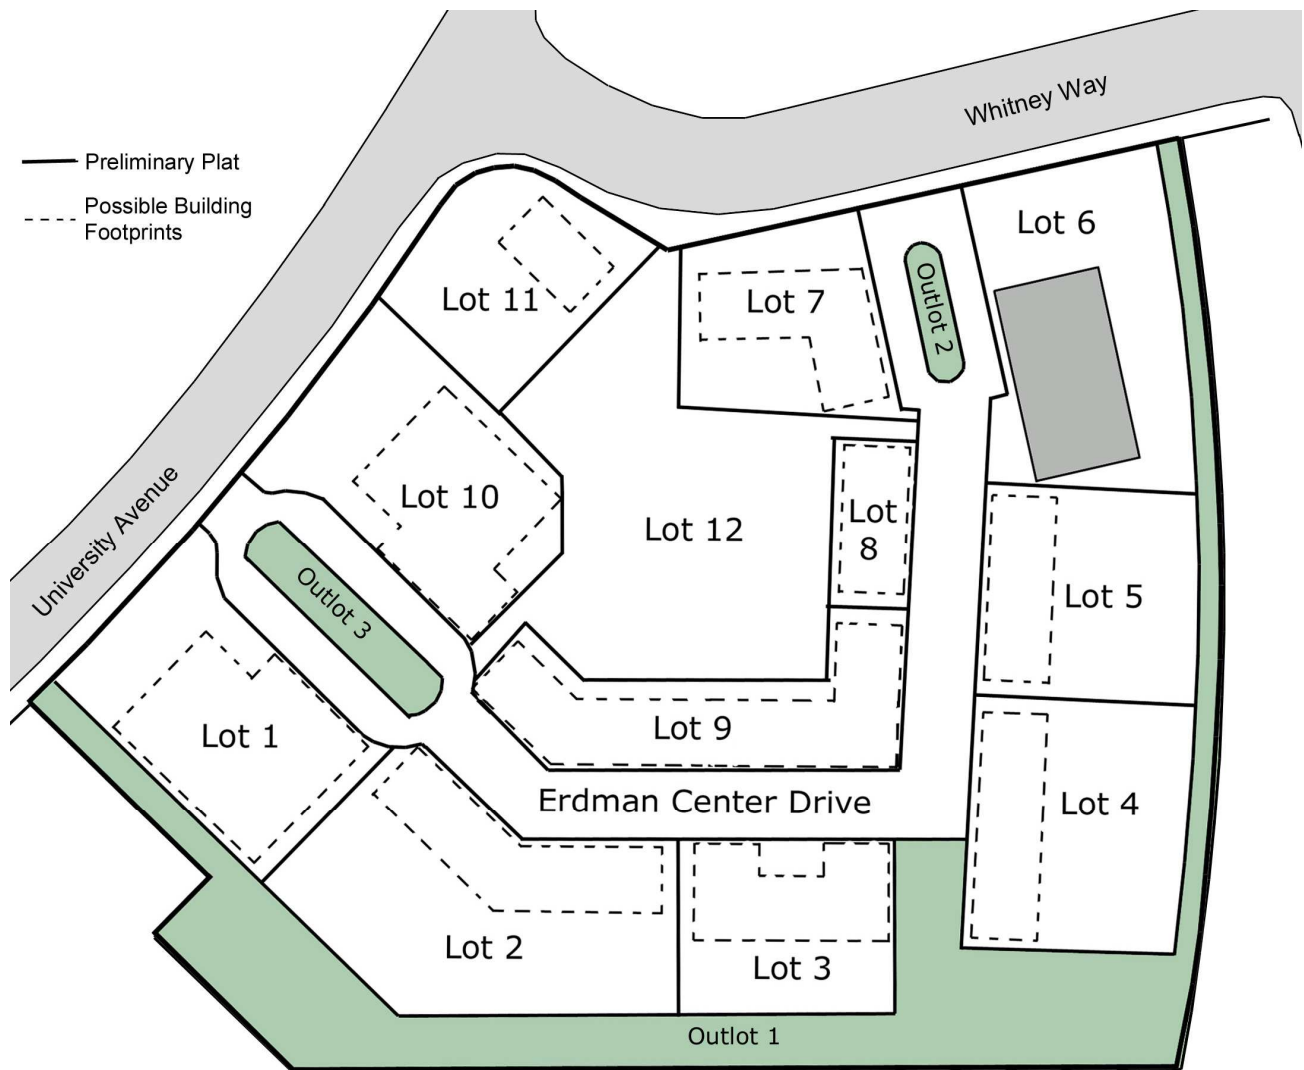 Whitney Way
Preliminary Plat
Possible Building
Footprints
Lot 6
Lot 11
Lot 7
Outlot 2
Lot 10
Lot 12
Lot
8
University Avenue
Outlot 3
Lot 5
Lot 1
Lot 9
Erdman Center Drive
Lot 4
Lot 2
Lot 3
Outlot 1